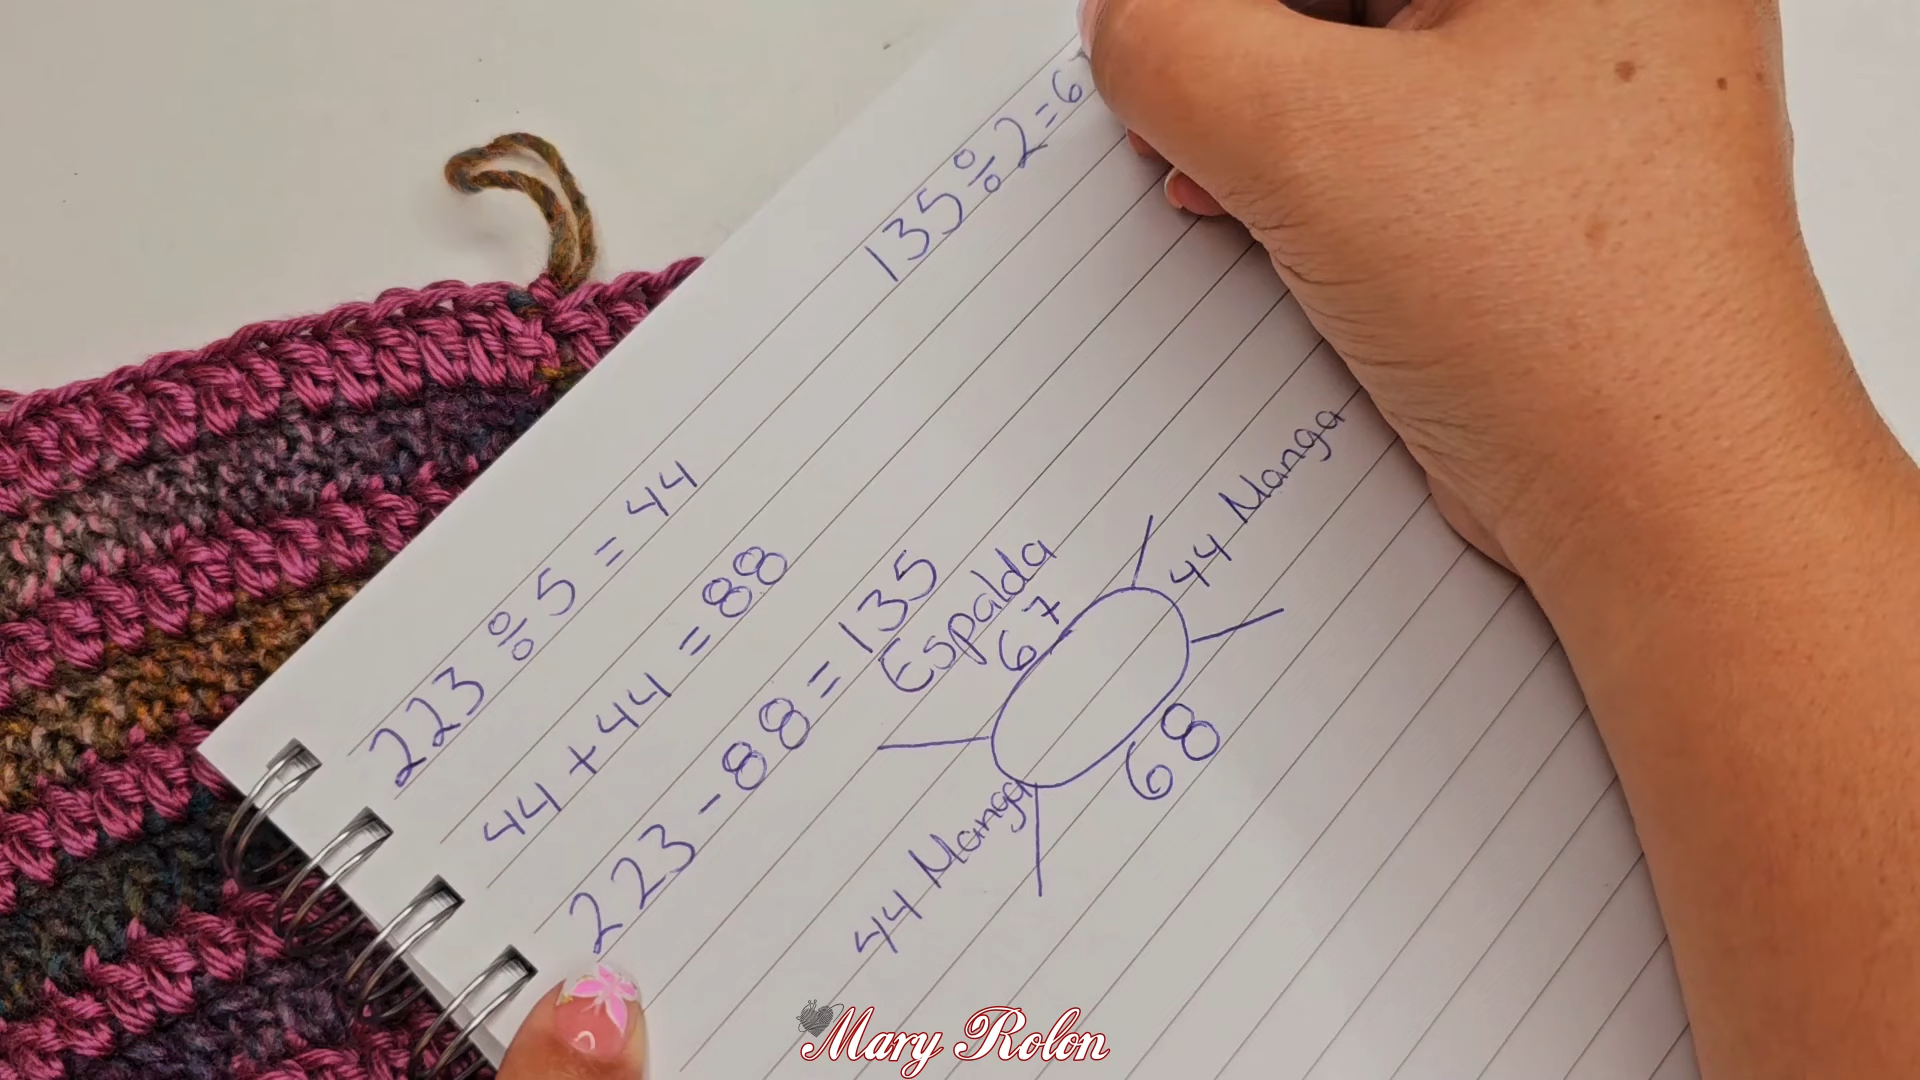 223 ÷ 5 = 44
44 + 44 = 88
223 - 88 = 135
135 ÷ 2 = 6
Espalda
67
44 Manga
68
44 Manga
Mary Rolon